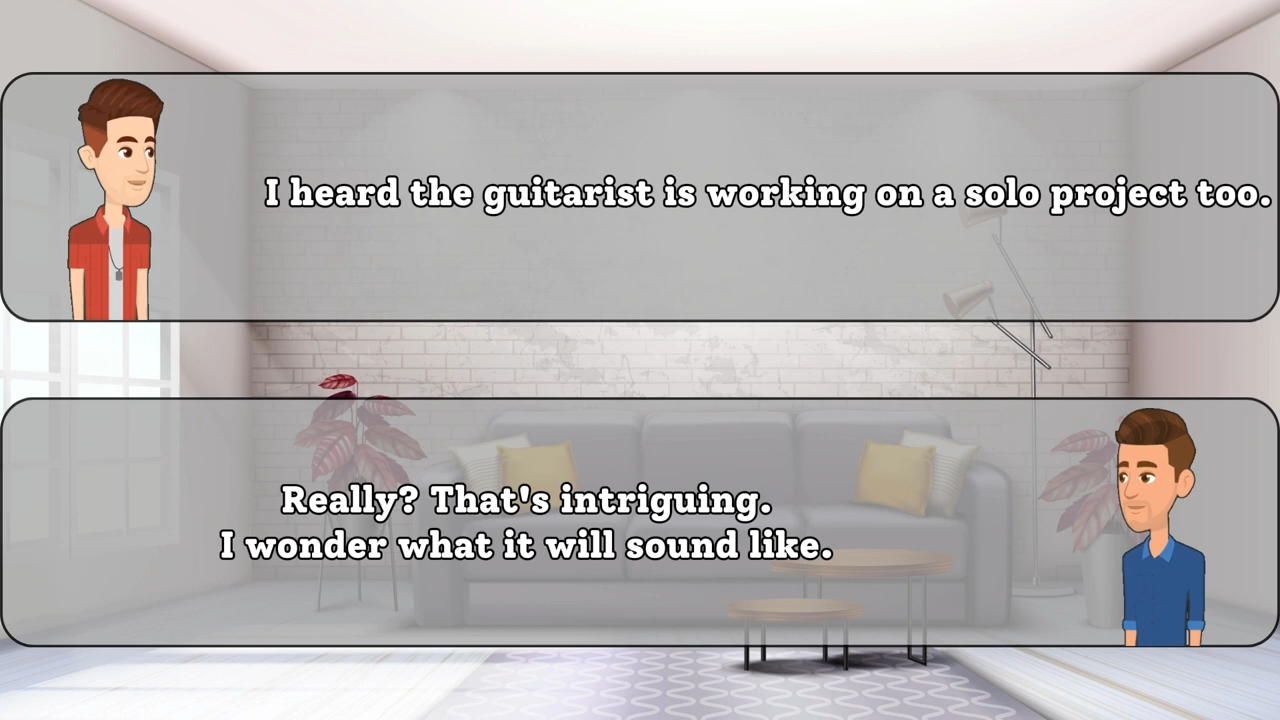 I heard the guitarist is working on a solo project too.
Really? That's intriguing.
I wonder what it will sound like.